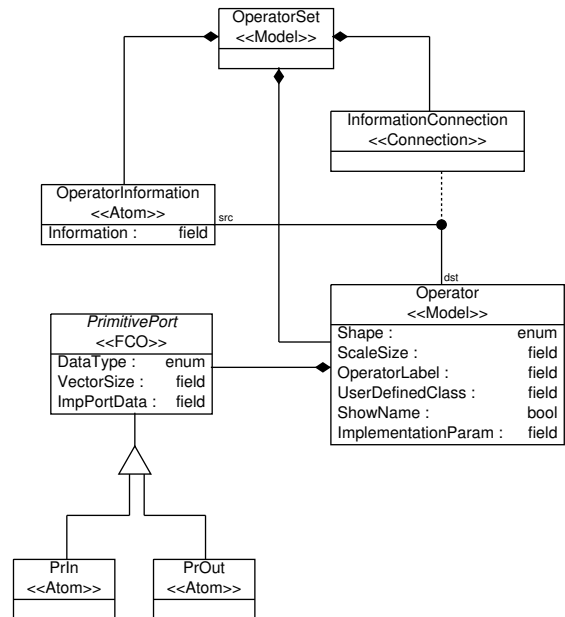 OperatorSet
<<Model>>
InformationConnection
<<Connection>>
OperatorInformation
<<Atom>>
Information : field
src
dst
Operator
<<Model>>
Shape : enum
ScaleSize : field
OperatorLabel : field
UserDefinedClass : field
ShowName : bool
ImplementationParam : field
PrimitivePort
<<FCO>>
DataType : enum
VectorSize : field
ImpPortData : field
PrIn
<<Atom>>
PrOut
<<Atom>>